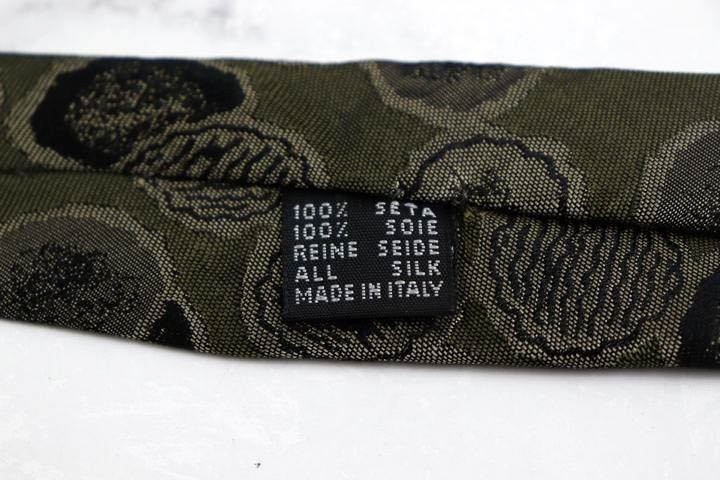 100% SETA
100% SOIE
REINE SEIDE
ALL SILK
MADE IN ITALY